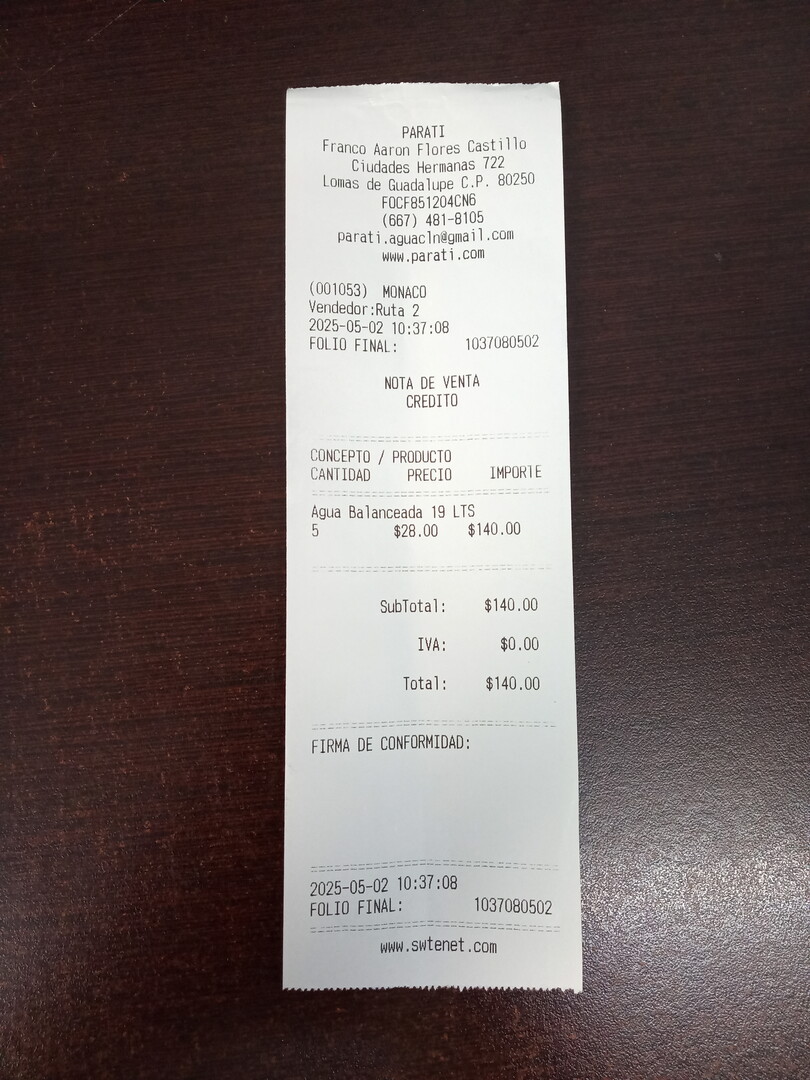 PARATI
Franco Aaron Flores Castillo
Ciudades Hermanas 722
Lomas de Guadalupe C.P. 80250
FOCF851204CN6
(667) 481-8105
parati.aguacln@gmail.com
www.parati.com
(001053) MONACO
Vendedor:Ruta 2
2025-05-02 10:37:08
FOLIO FINAL: 1037080502
NOTA DE VENTA
CREDITO
CONCEPTO / PRODUCTO
CANTIDAD PRECIO IMPORTE
Agua Balanceada 19 LTS
5 $28.00 $140.00
SubTotal: $140.00
IVA: $0.00
Total: $140.00
FIRMA DE CONFORMIDAD:
2025-05-02 10:37:08
FOLIO FINAL: 1037080502
www.swtenet.com